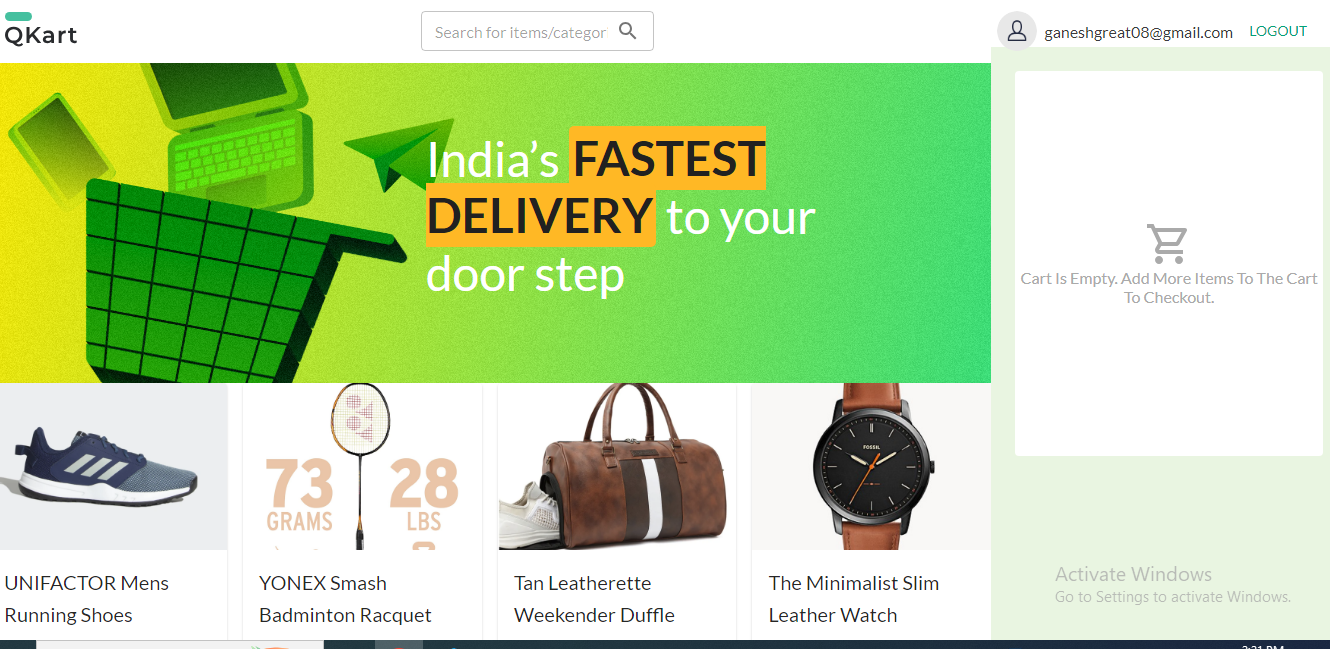 QKart
Search for items/categor
ganeshgreat08@gmail.com
LOGOUT
India's FASTEST
DELIVERY to your
door step
Cart Is Empty. Add More Items To The Cart
To Checkout.
73
GRAMS
28
LBS
FOSSIL
UNIFACTOR Mens
Running Shoes
YONEX Smash
Badminton Racquet
Tan Leatherette
Weekender Duffle
The Minimalist Slim
Leather Watch
Activate Windows
Go to Settings to activate Windows.